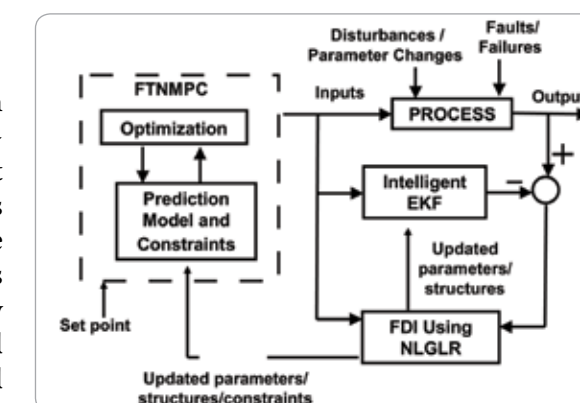 Disturbances /
Parameter Changes
Faults/
Failures
FTNMPC
Inputs
Outpu
Optimization
PROCESS
+
Prediction
Model and
Constraints
Intelligent
EKF
–
Updated
parameters/
structures
Set point
FDI Using
NLGLR
Updated parameters/
structures/constraints